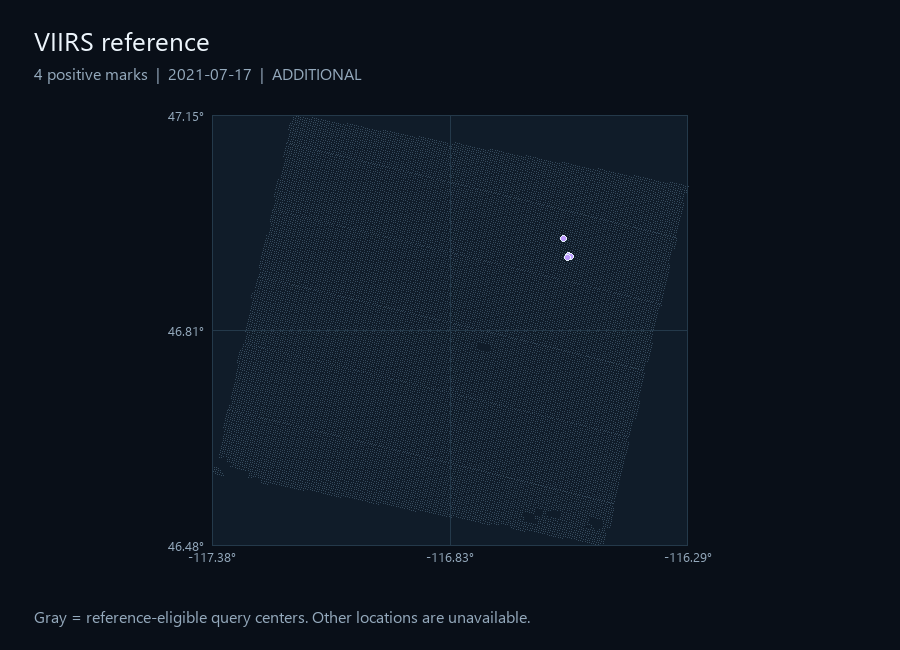 VIIRS reference
4 positive marks | 2021-07-17 | ADDITIONAL
47.15°
46.81°
46.48°
-117.38°
-116.83°
-116.29°
Gray = reference-eligible query centers. Other locations are unavailable.